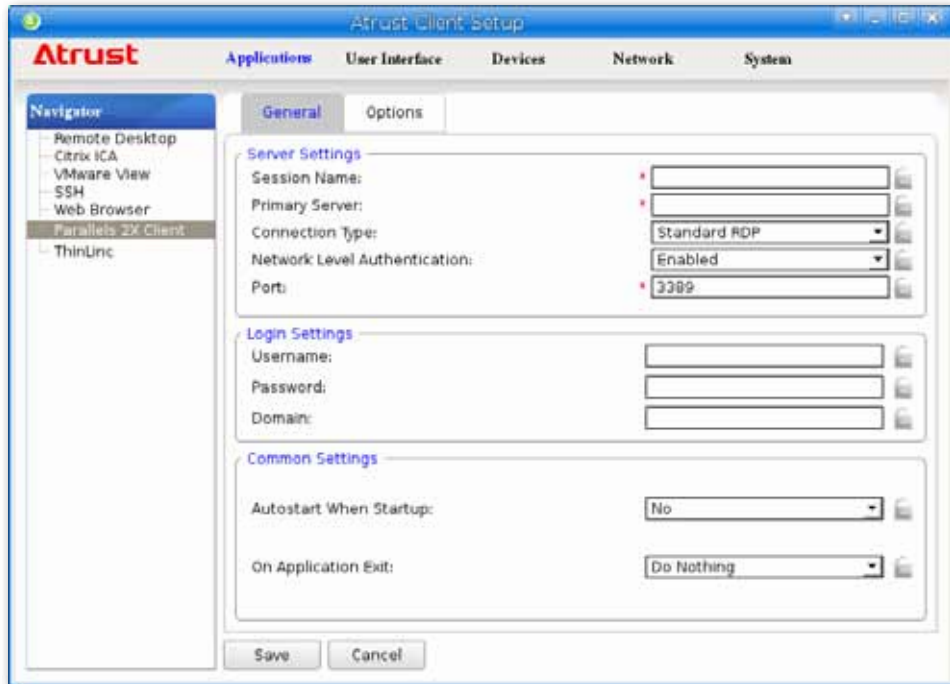 Atrust Client Setup
Atrust
Applications User Interface Devices Network System
Navigator
Remote Desktop
Citrix ICA
VMware View
SSH
Web Browser
Parallels 2X Client
ThinLinc
General Options
Server Settings
Session Name: *
Primary Server: *
Connection Type: Standard RDP
Network Level Authentication: Enabled
Port: * 3389
Login Settings
Username:
Password:
Domain:
Common Settings
Autostart When Startup: No
On Application Exit: Do Nothing
Save Cancel